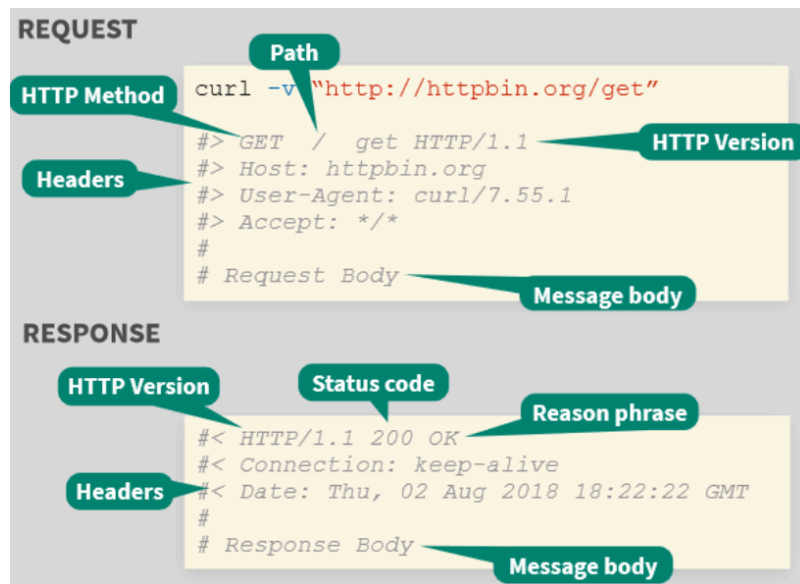 REQUEST
Path
HTTP Method
curl -v “http://httpbin.org/get”
#> GET  /  get HTTP/1.1
HTTP Version
#> Host: httpbin.org
Headers
#> User-Agent: curl/7.55.1
#> Accept: */*
#
# Request Body
Message body
RESPONSE
HTTP Version
Status code
Reason phrase
#< HTTP/1.1 200 OK
#< Connection: keep-alive
Headers
#< Date: Thu, 02 Aug 2018 18:22:22 GMT
#
# Response Body
Message body